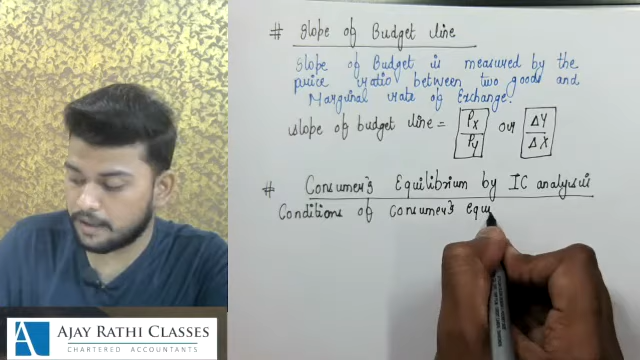 # Slope of Budget line
Slope of Budget is measured by the
price ratio between two goods and
Marginal rate of Exchange.
slope of budget line = Px/Py or ΔY/ΔX
# Consumer's Equilibrium by IC analysis
Conditions of Consumer's Equ
AJAY RATHI CLASSES
CHARTERED ACCOUNTANTS